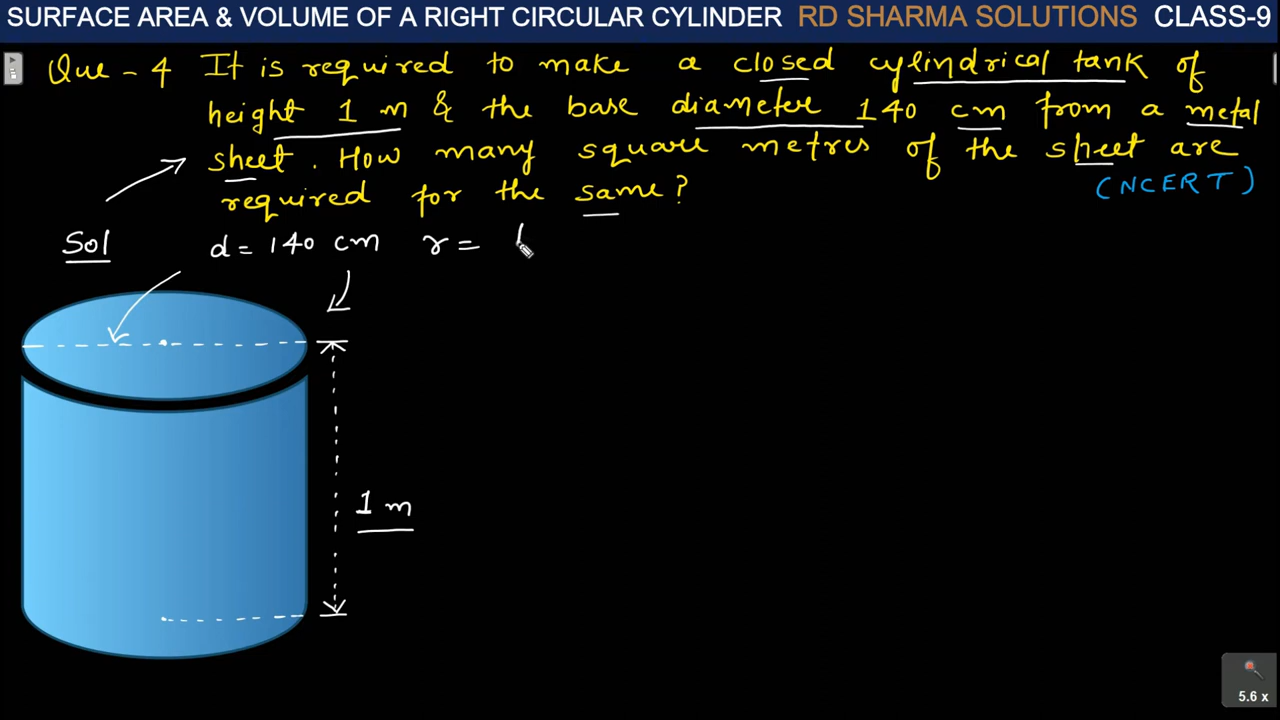 SURFACE AREA & VOLUME OF A RIGHT CIRCULAR CYLINDER RD SHARMA SOLUTIONS CLASS-9
Que - 4 It is required to make a closed cylindrical tank of
height 1 m & the base diameter 140 cm from a metal
sheet. How many square metres of the sheet are
required for the same? (NCERT)
Sol d = 140 cm r =
1 m
5.6 x